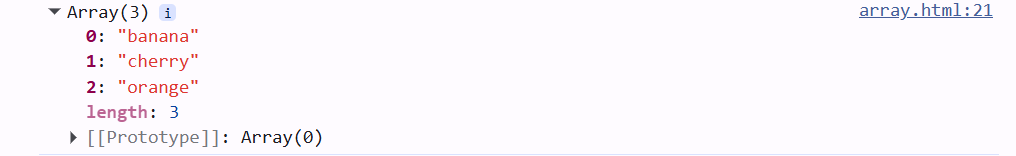 Array(3) i array.html:21
0: "banana"
1: "cherry"
2: "orange"
length: 3
[[Prototype]]: Array(0)